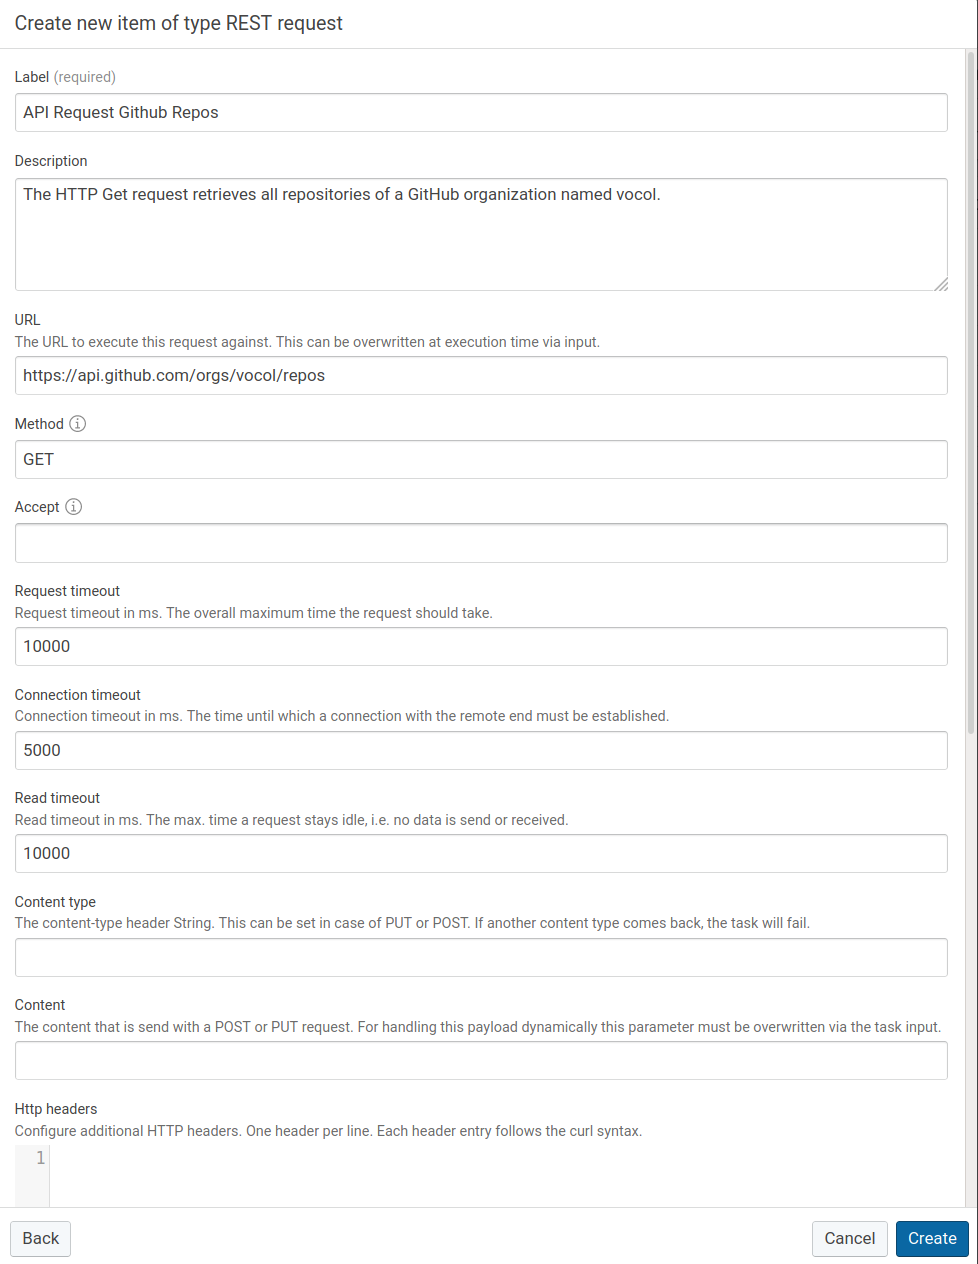 Create new item of type REST request
Label (required)
API Request Github Repos
Description
The HTTP Get request retrieves all repositories of a GitHub organization named vocol.
URL
The URL to execute this request against. This can be overwritten at execution time via input.
https://api.github.com/orgs/vocol/repos
Method
GET
Accept
Request timeout
Request timeout in ms. The overall maximum time the request should take.
10000
Connection timeout
Connection timeout in ms. The time until which a connection with the remote end must be established.
5000
Read timeout
Read timeout in ms. The max. time a request stays idle, i.e. no data is send or received.
10000
Content type
The content-type header String. This can be set in case of PUT or POST. If another content type comes back, the task will fail.
Content
The content that is send with a POST or PUT request. For handling this payload dynamically this parameter must be overwritten via the task input.
Http headers
Configure additional HTTP headers. One header per line. Each header entry follows the curl syntax.
1
Back Cancel Create